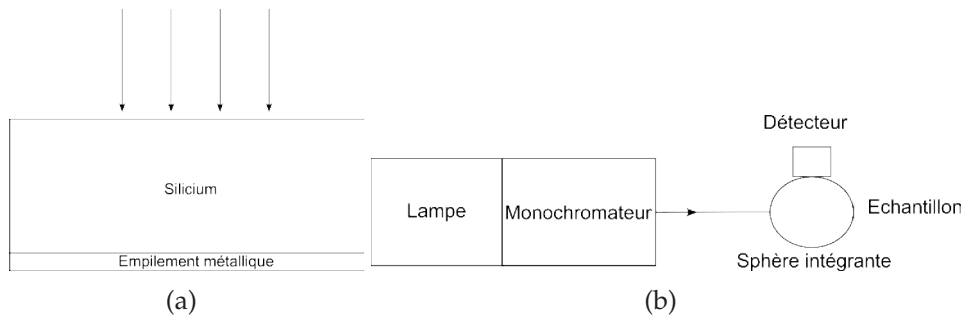 Silicium
Empilement métallique
(a)
Lampe
Monochromateur
Détecteur
Echantillon
Sphère intégrante
(b)